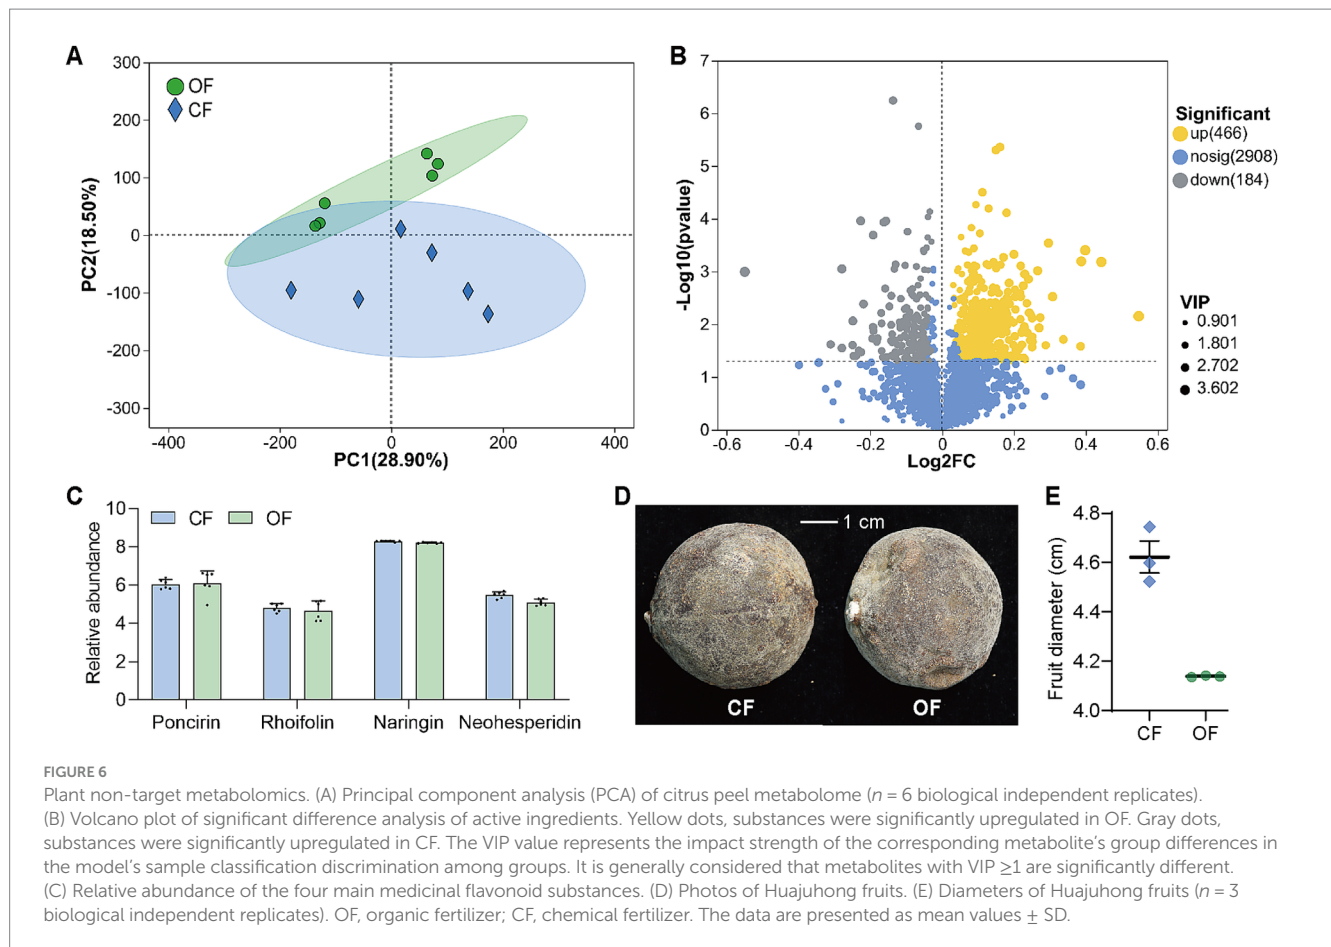 A
300
200
100
0
-100
-200
-300
-400
-200
0
200
400
PC2(18.50%)
PC1(28.90%)
OF
CF
B
7
6
5
4
3
2
1
0
-0.6
-0.4
-0.2
0
0.2
0.4
0.6
-Log10(pvalue)
Log2FC
Significant
up(466)
nosig(2908)
down(184)
VIP
0.901
1.801
2.702
3.602
C
10
8
6
4
2
0
Relative abundance
CF OF
Poncirin Rhoifolin Naringin Neohesperidin
D
1 cm
CF OF
E
4.8
4.6
4.4
4.2
4.0
Fruit diameter (cm)
CF OF
FIGURE 6
Plant non-target metabolomics. (A) Principal component analysis (PCA) of citrus peel metabolome (n = 6 biological independent replicates).
(B) Volcano plot of significant difference analysis of active ingredients. Yellow dots, substances were significantly upregulated in OF. Gray dots,
substances were significantly upregulated in CF. The VIP value represents the impact strength of the corresponding metabolite's group differences in
the model's sample classification discrimination among groups. It is generally considered that metabolites with VIP ≥1 are significantly different.
(C) Relative abundance of the four main medicinal flavonoid substances. (D) Photos of Huajuhong fruits. (E) Diameters of Huajuhong fruits (n = 3
biological independent replicates). OF, organic fertilizer; CF, chemical fertilizer. The data are presented as mean values ± SD.